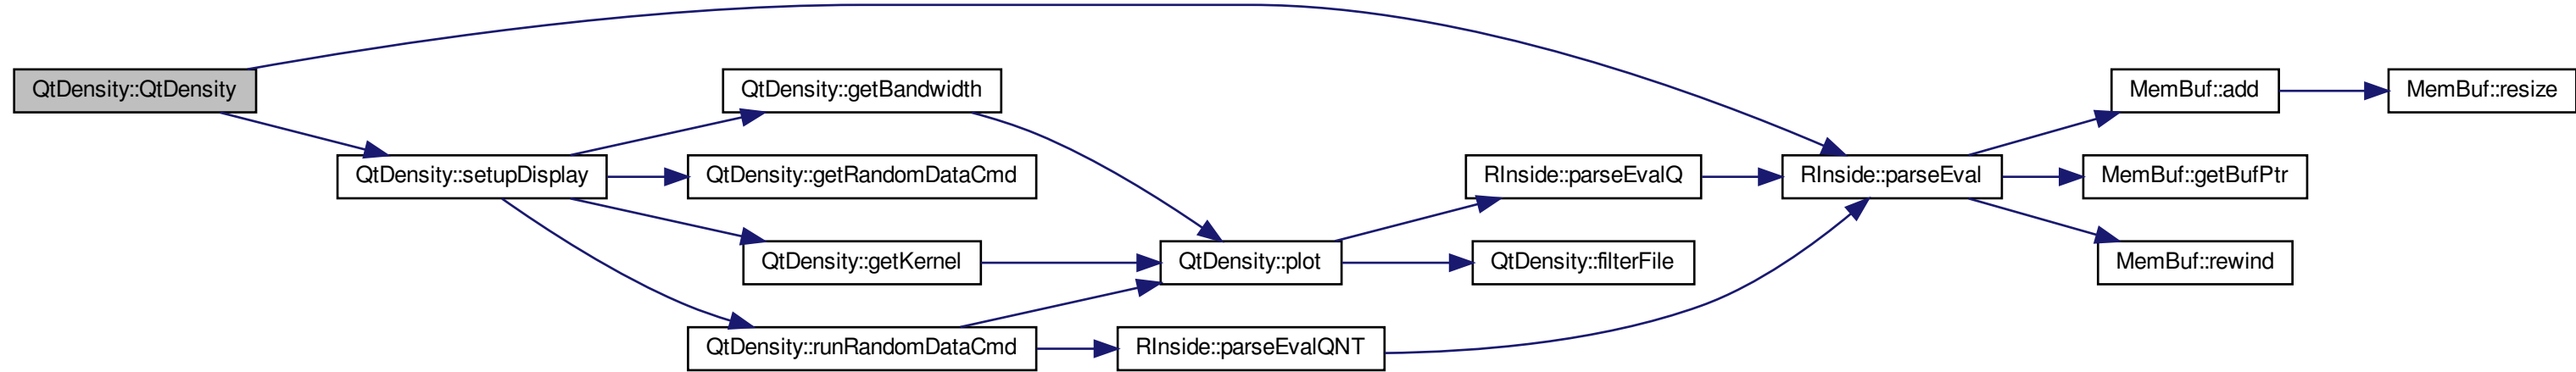 QtDensity::QtDensity
QtDensity::setupDisplay
QtDensity::getBandwidth
QtDensity::getRandomDataCmd
QtDensity::getKernel
QtDensity::runRandomDataCmd
QtDensity::plot
RInside::parseEvalQNT
RInside::parseEvalQ
QtDensity::filterFile
RInside::parseEval
MemBuf::add
MemBuf::getBufPtr
MemBuf::rewind
MemBuf::resize